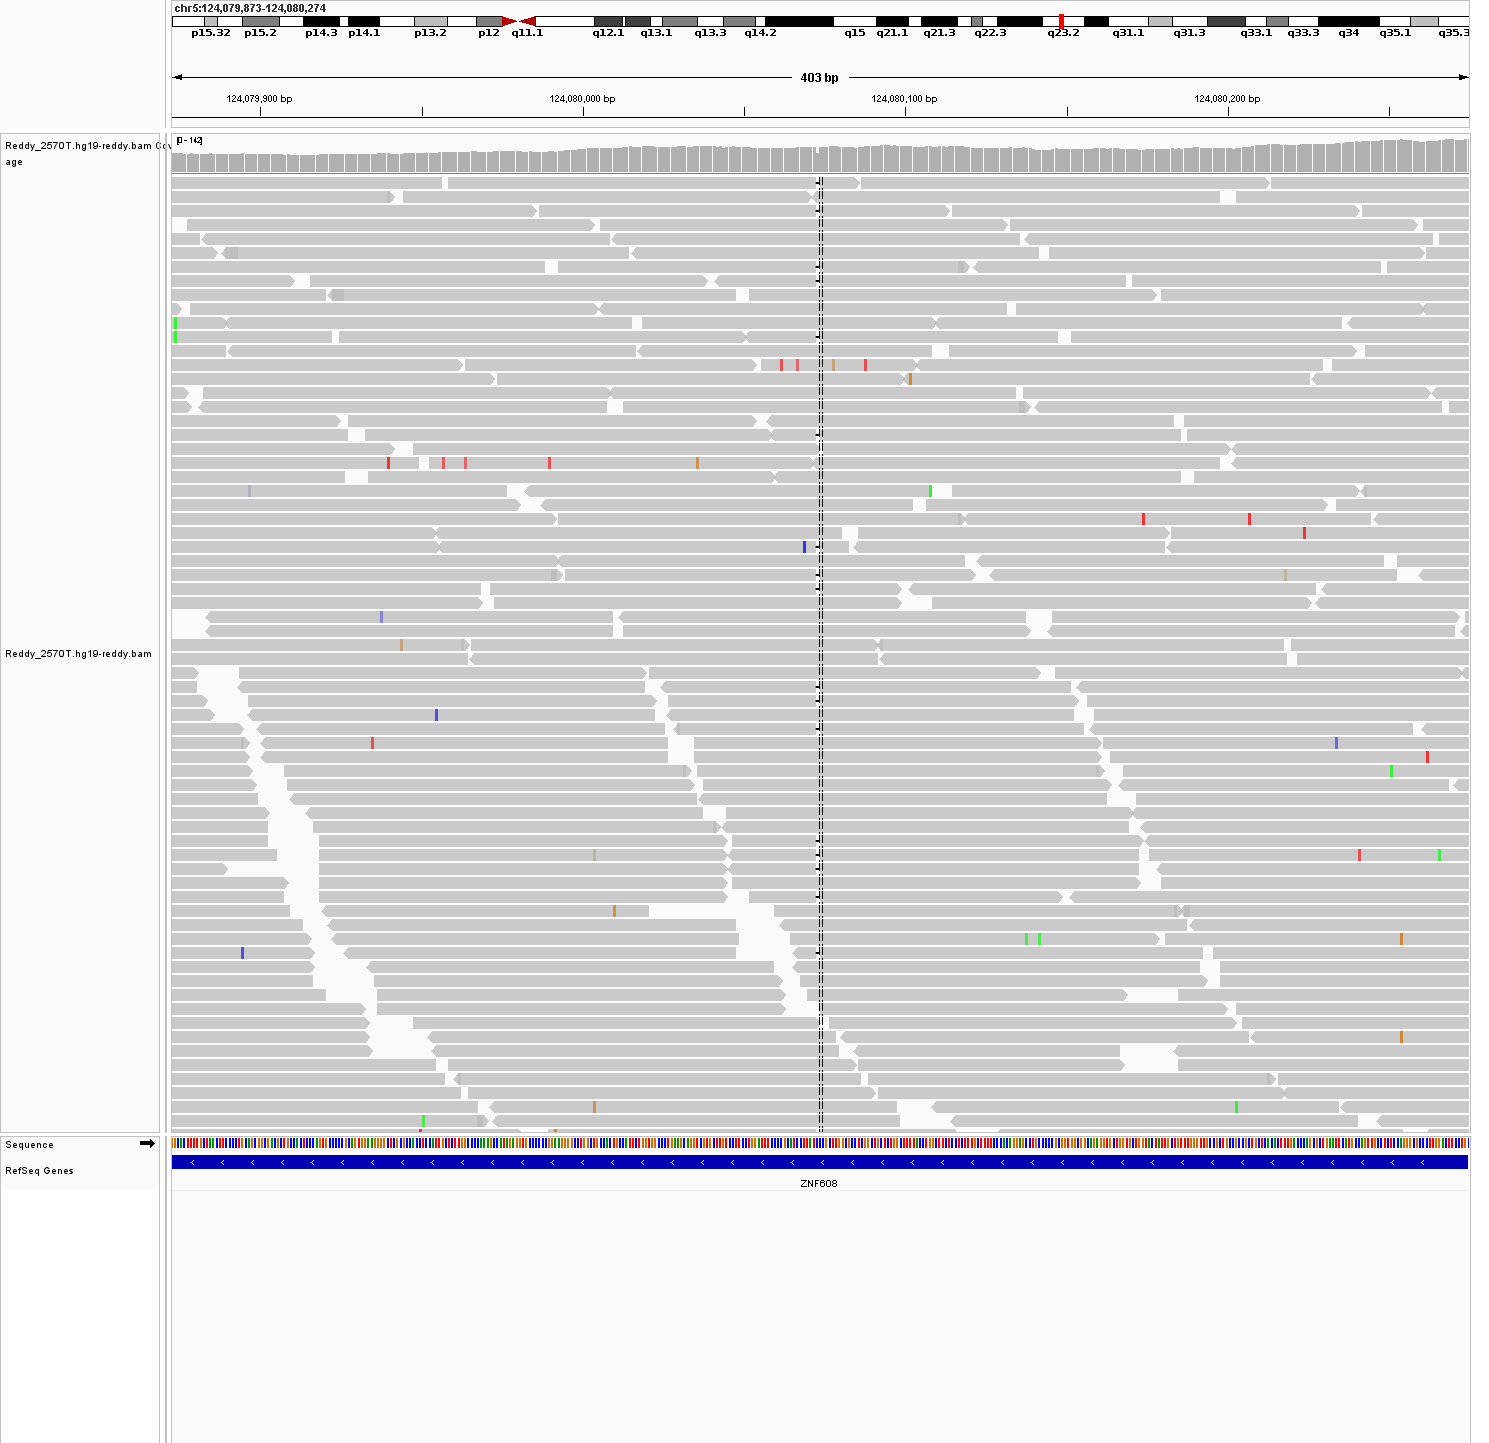 chr5:124,079,873-124,080,274
p15.32 p15.2 p14.3 p14.1 p13.2 p12 q11.1 q12.1 q13.1 q13.3 q14.2 q15 q21.1 q21.3 q22.3 q23.2 q31.1 q31.3 q33.1 q33.3 q34 q35.1 q35.3
403 bp
124,079,900 bp 124,080,000 bp 124,080,100 bp 124,080,200 bp
[0 - 142]
Reddy_2570T.hg19-reddy.bam Cov
age
Reddy_2570T.hg19-reddy.bam
Sequence
RefSeq Genes
ZNF608